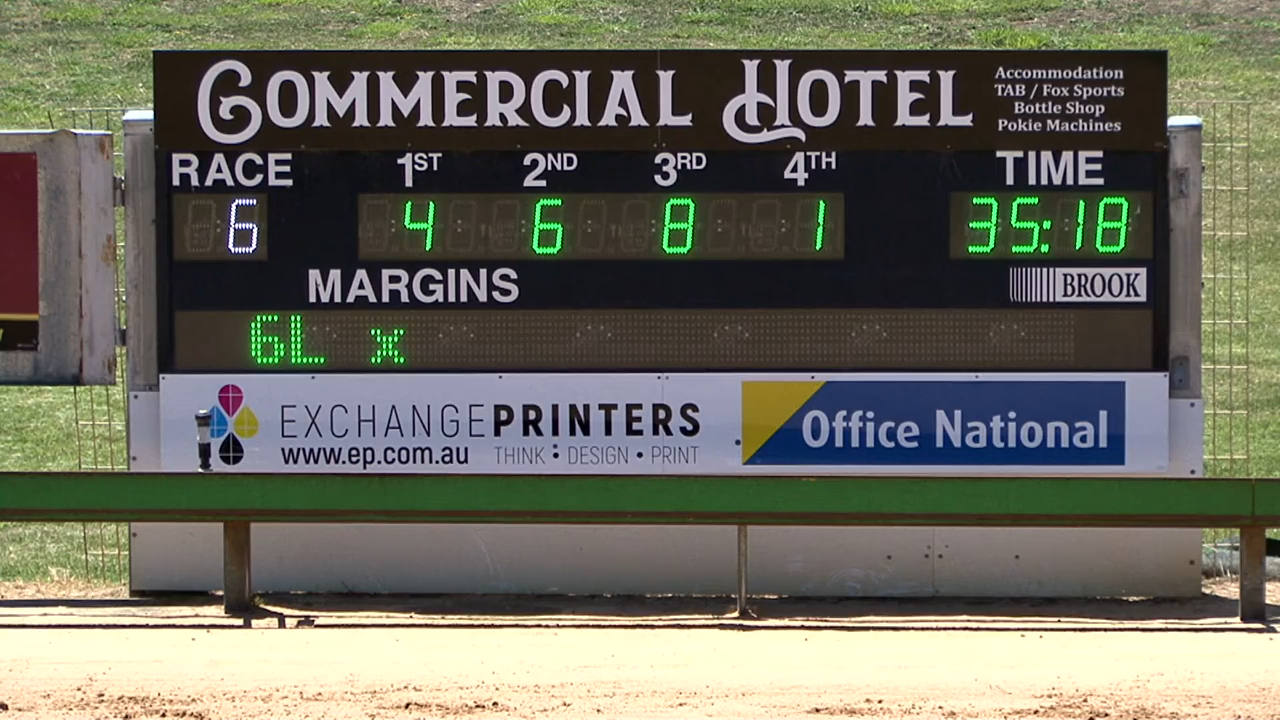 COMMERCIAL HOTEL
Accommodation
TAB / Fox Sports
Bottle Shop
Pokie Machines
RACE 1ST 2ND 3RD 4TH TIME
6 4 6 8 1 35:18
MARGINS
BROOK
6L x
EXCHANGEPRINTERS
www.ep.com.au THINK : DESIGN • PRINT
Office National